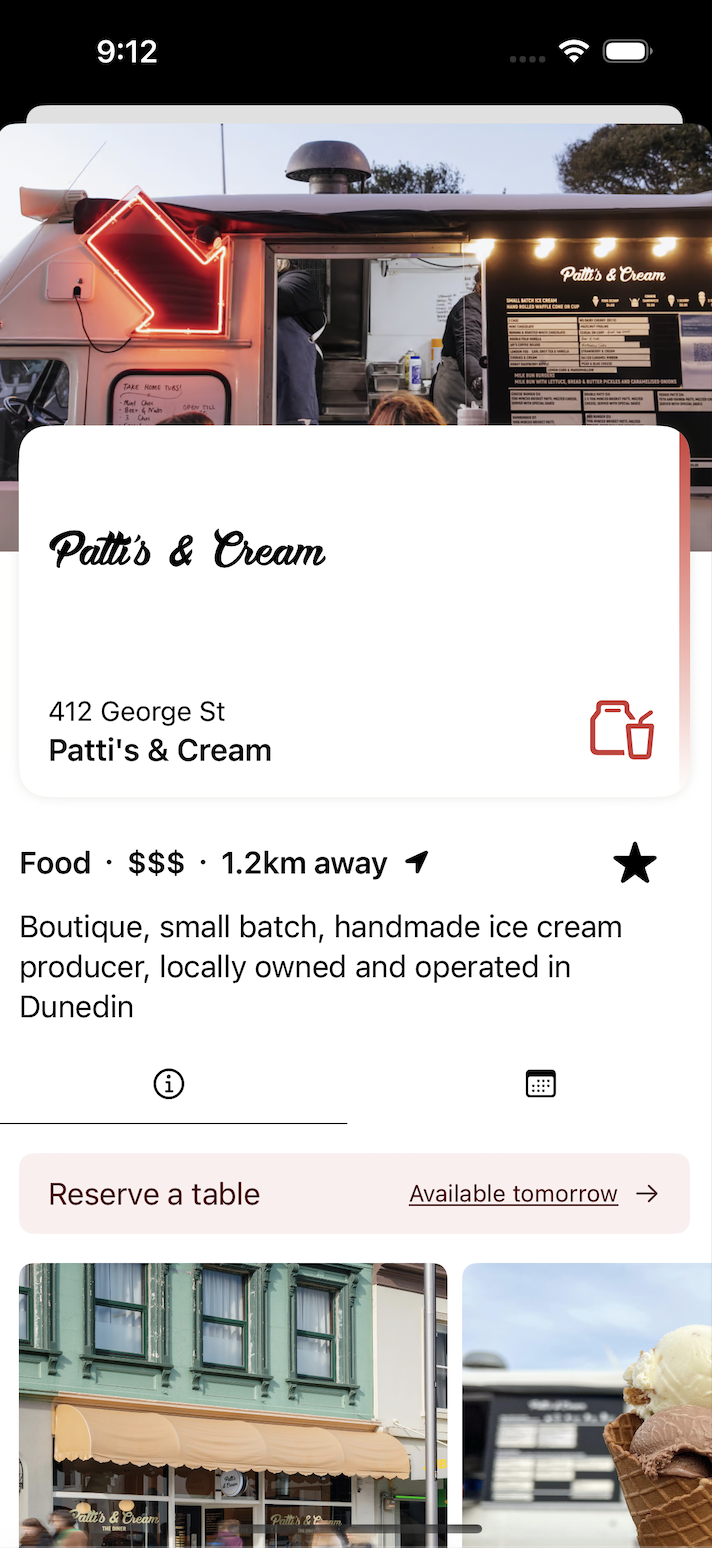 9:12
Patti's & Cream
SMALL BATCH ICE CREAM
HAND ROLLED WAFFLE CONE OR CUP
TAKE HOME TUBS!
OPEN TILL
MILK BUN BURGERS
MILK BUN WITH LETTUCE, BREAD & BUTTER PICKLES AND CARAMELISED ONIONS
Patti's & Cream
412 George St
Patti's & Cream
Food · $$$ · 1.2km away
Boutique, small batch, handmade ice cream
producer, locally owned and operated in
Dunedin
Reserve a table
Available tomorrow
Patti's & Cream
THE DINER
Patti's & Cream